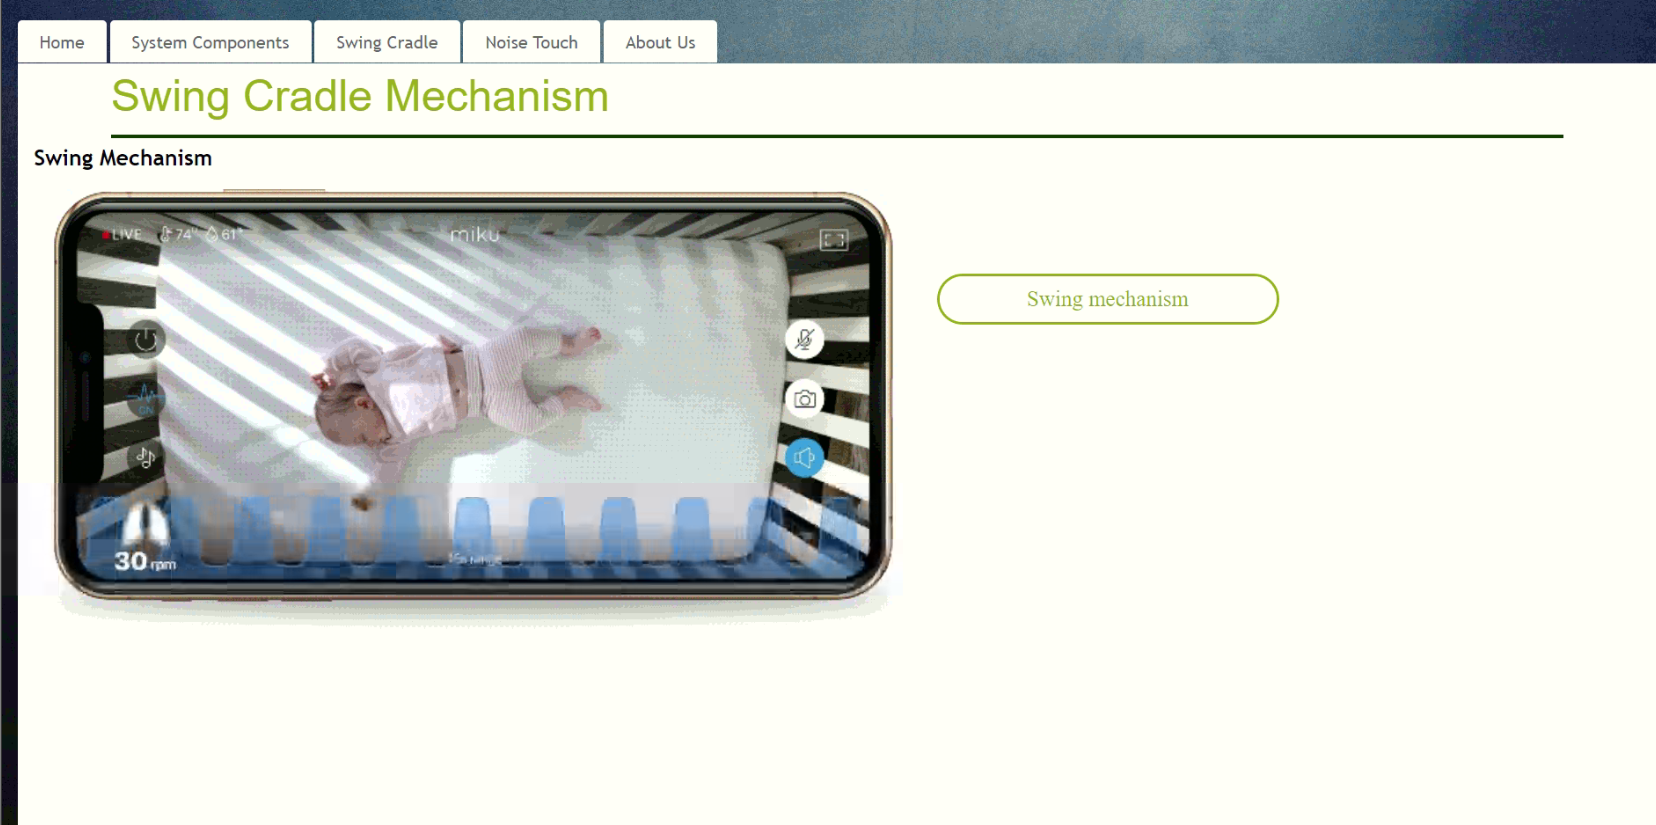 Home
System Components
Swing Cradle
Noise Touch
About Us
Swing Cradle Mechanism
Swing Mechanism
LIVE 74° 61°
miku
ON
30 rpm
Swing mechanism